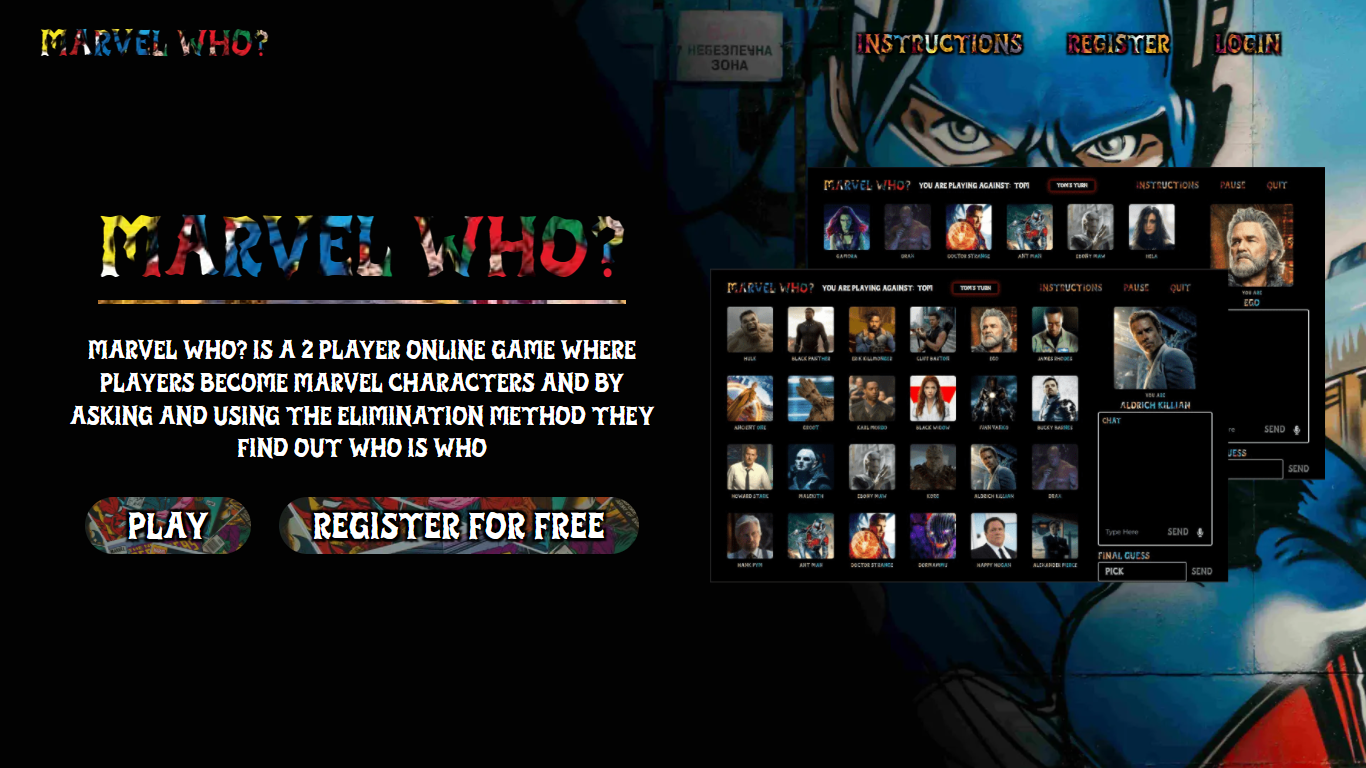 MARVEL WHO?
INSTRUCTIONS REGISTER LOGIN
НЕБЕЗПЕЧНА
ЗОНА
MARVEL WHO?
MARVEL WHO? IS A 2 PLAYER ONLINE GAME WHERE
PLAYERS BECOME MARVEL CHARACTERS AND BY
ASKING AND USING THE ELIMINATION METHOD THEY
FIND OUT WHO IS WHO
PLAY REGISTER FOR FREE
MARVEL WHO? YOU ARE PLAYING AGAINST: TOM TOM'S TURN INSTRUCTIONS PAUSE QUIT
GAMORA DRAX DOCTOR STRANGE ANT MAN EBONY MAW HELA
YOU ARE
EGO
SEND
SEND
MARVEL WHO? YOU ARE PLAYING AGAINST: TOM TOM'S TURN INSTRUCTIONS PAUSE QUIT
HULK BLACK PANTHER ERIK KILLMONGER CLINT BARTON EGO JAMES RHODES
ANCIENT ONE GROOT KARL MORDO BLACK WIDOW IVAN VANKO BUCKY BARNES
HOWARD STARK MALEKITH EBONY MAW KORG ALDRICH KILLIAN DRAX
HANK PYM ANT MAN DOCTOR STRANGE DORMAMMU HAPPY HOGAN ALEXANDER PIERCE
YOU ARE
ALDRICH KILLIAN
CHAT
Type Here SEND
FINAL GUESS
PICK SEND